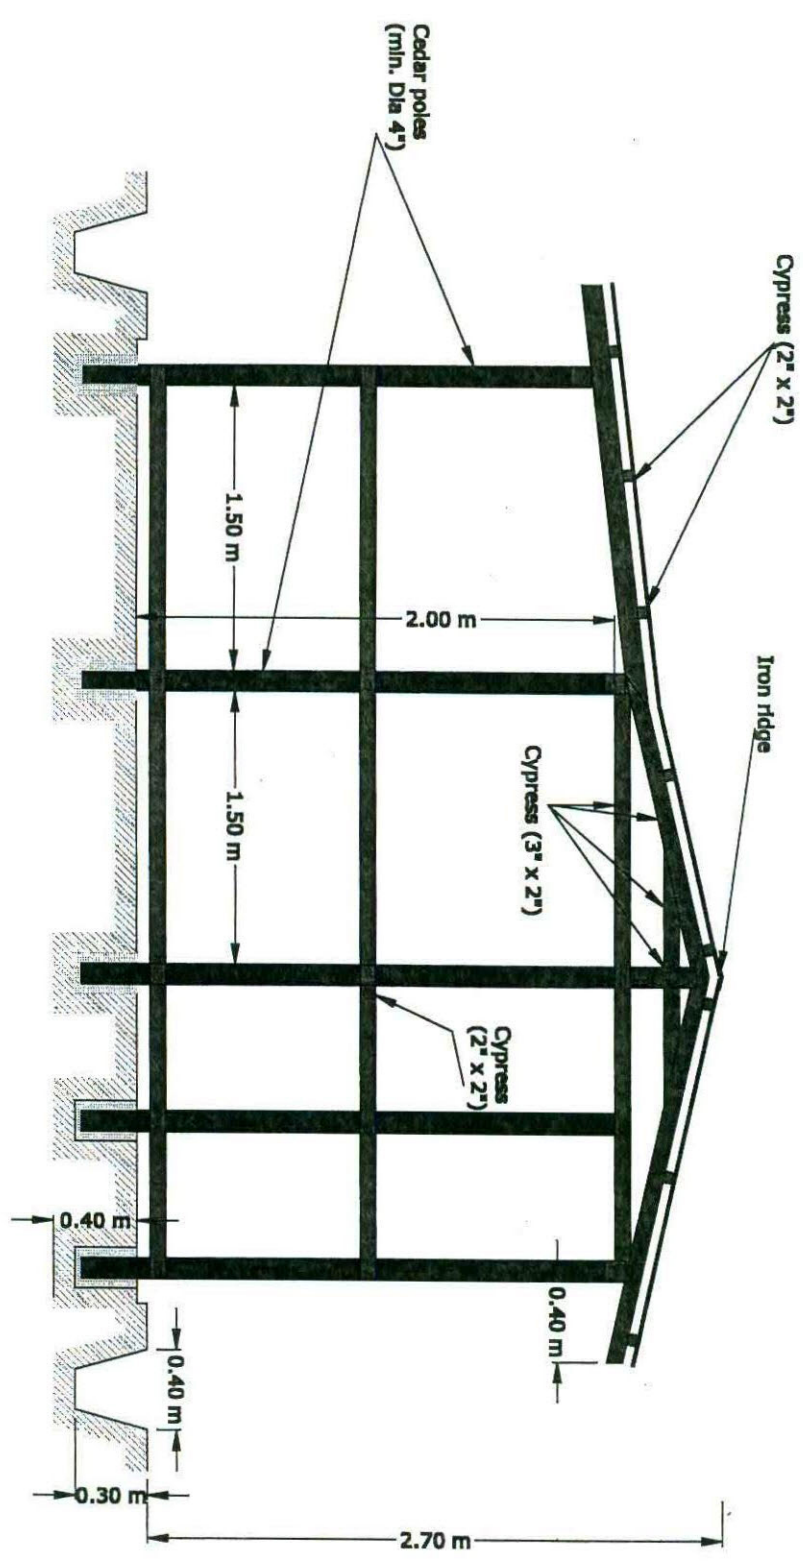 Cypress (2" x 2")
Iron ridge
Cedar poles
(min. Dia 4")
Cypress (3" x 2")
2.00 m
1.50 m
1.50 m
Cypress
(2" x 2")
0.40 m
0.40 m
0.40 m
0.30 m
2.70 m